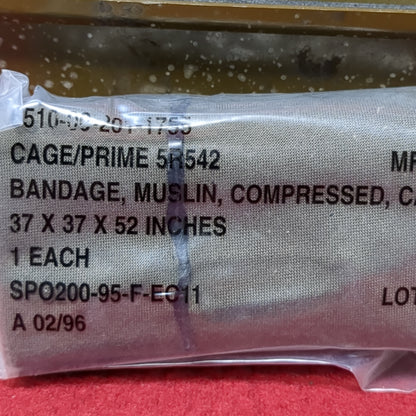 510-00-201-1755
CAGE/PRIME 5R542 MF
BANDAGE, MUSLIN, COMPRESSED, CA
37 X 37 X 52 INCHES
1 EACH
SPO200-95-F-EC11 LOT
A 02/96